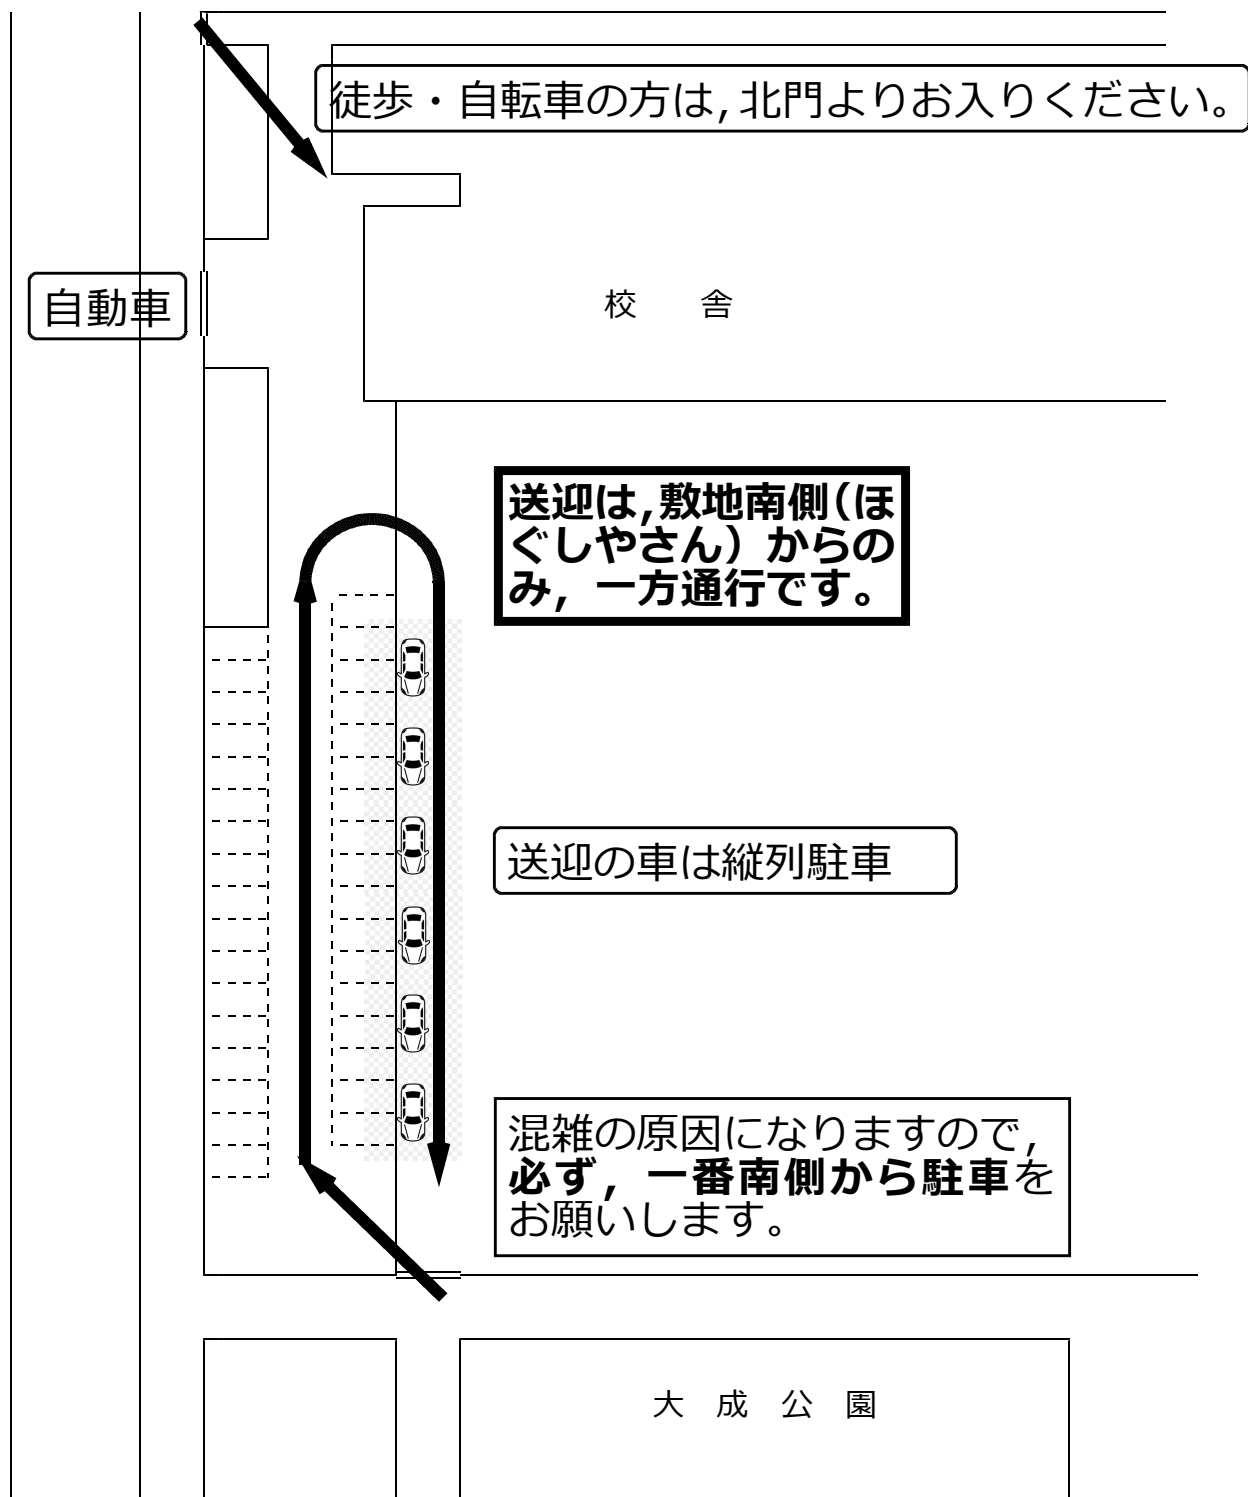 徒歩・自転車の方は,北門よりお入りください。
自動車
校　舎
送迎は,敷地南側(ほ
ぐしやさん）からの
み，一方通行です。
送迎の車は縦列駐車
混雑の原因になりますので，
必ず，一番南側から駐車を
お願いします。
大　成　公　園